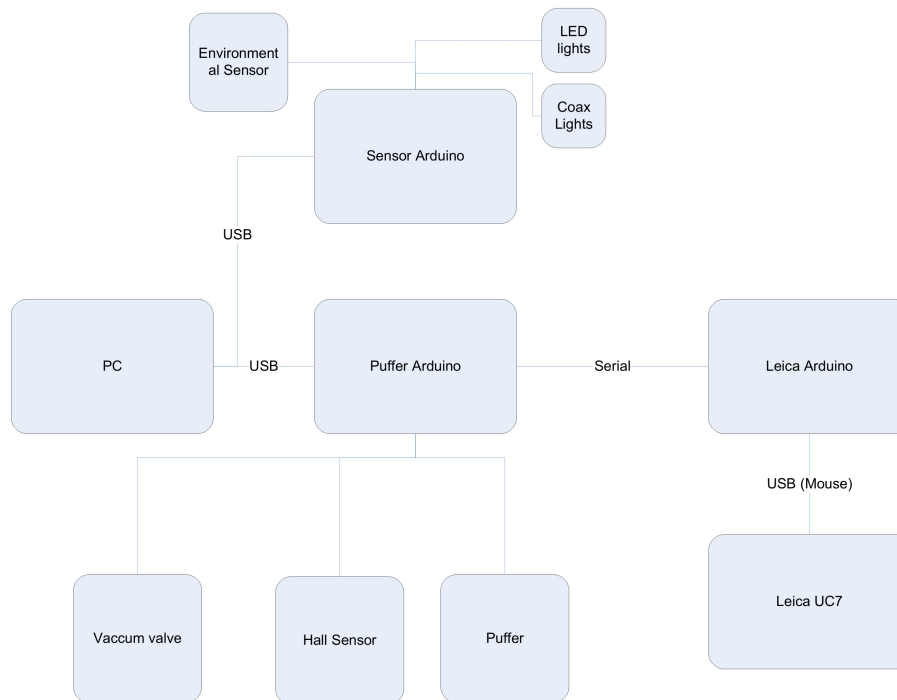 LED
lights
Environment
al Sensor
Coax
Lights
Sensor Arduino
USB
PC
USB
Puffer Arduino
Serial
Leica Arduino
USB (Mouse)
Leica UC7
Vaccum valve
Hall Sensor
Puffer